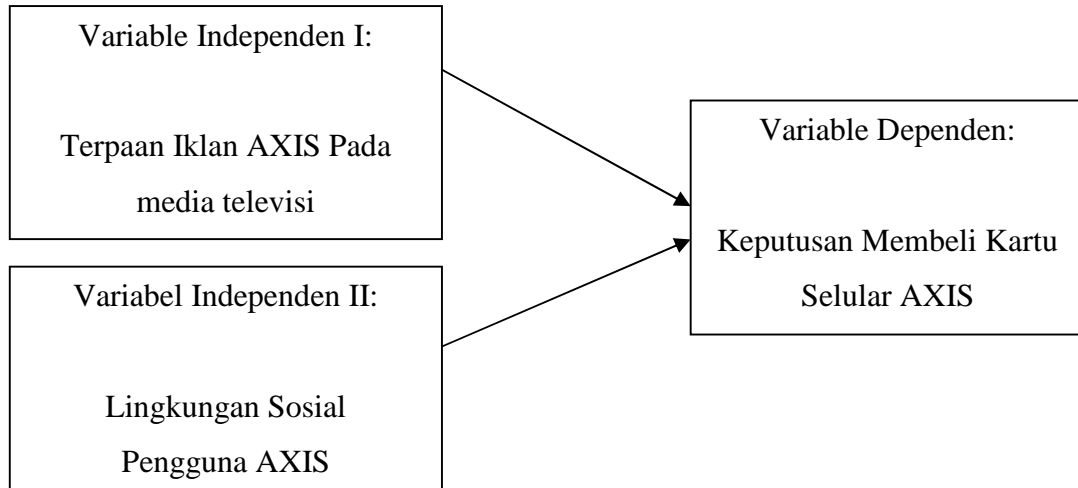 Variable Independen I:
Terpaan Iklan AXIS Pada
media televisi
Variabel Independen II:
Lingkungan Sosial
Pengguna AXIS
Variable Dependen:
Keputusan Membeli Kartu
Selular AXIS